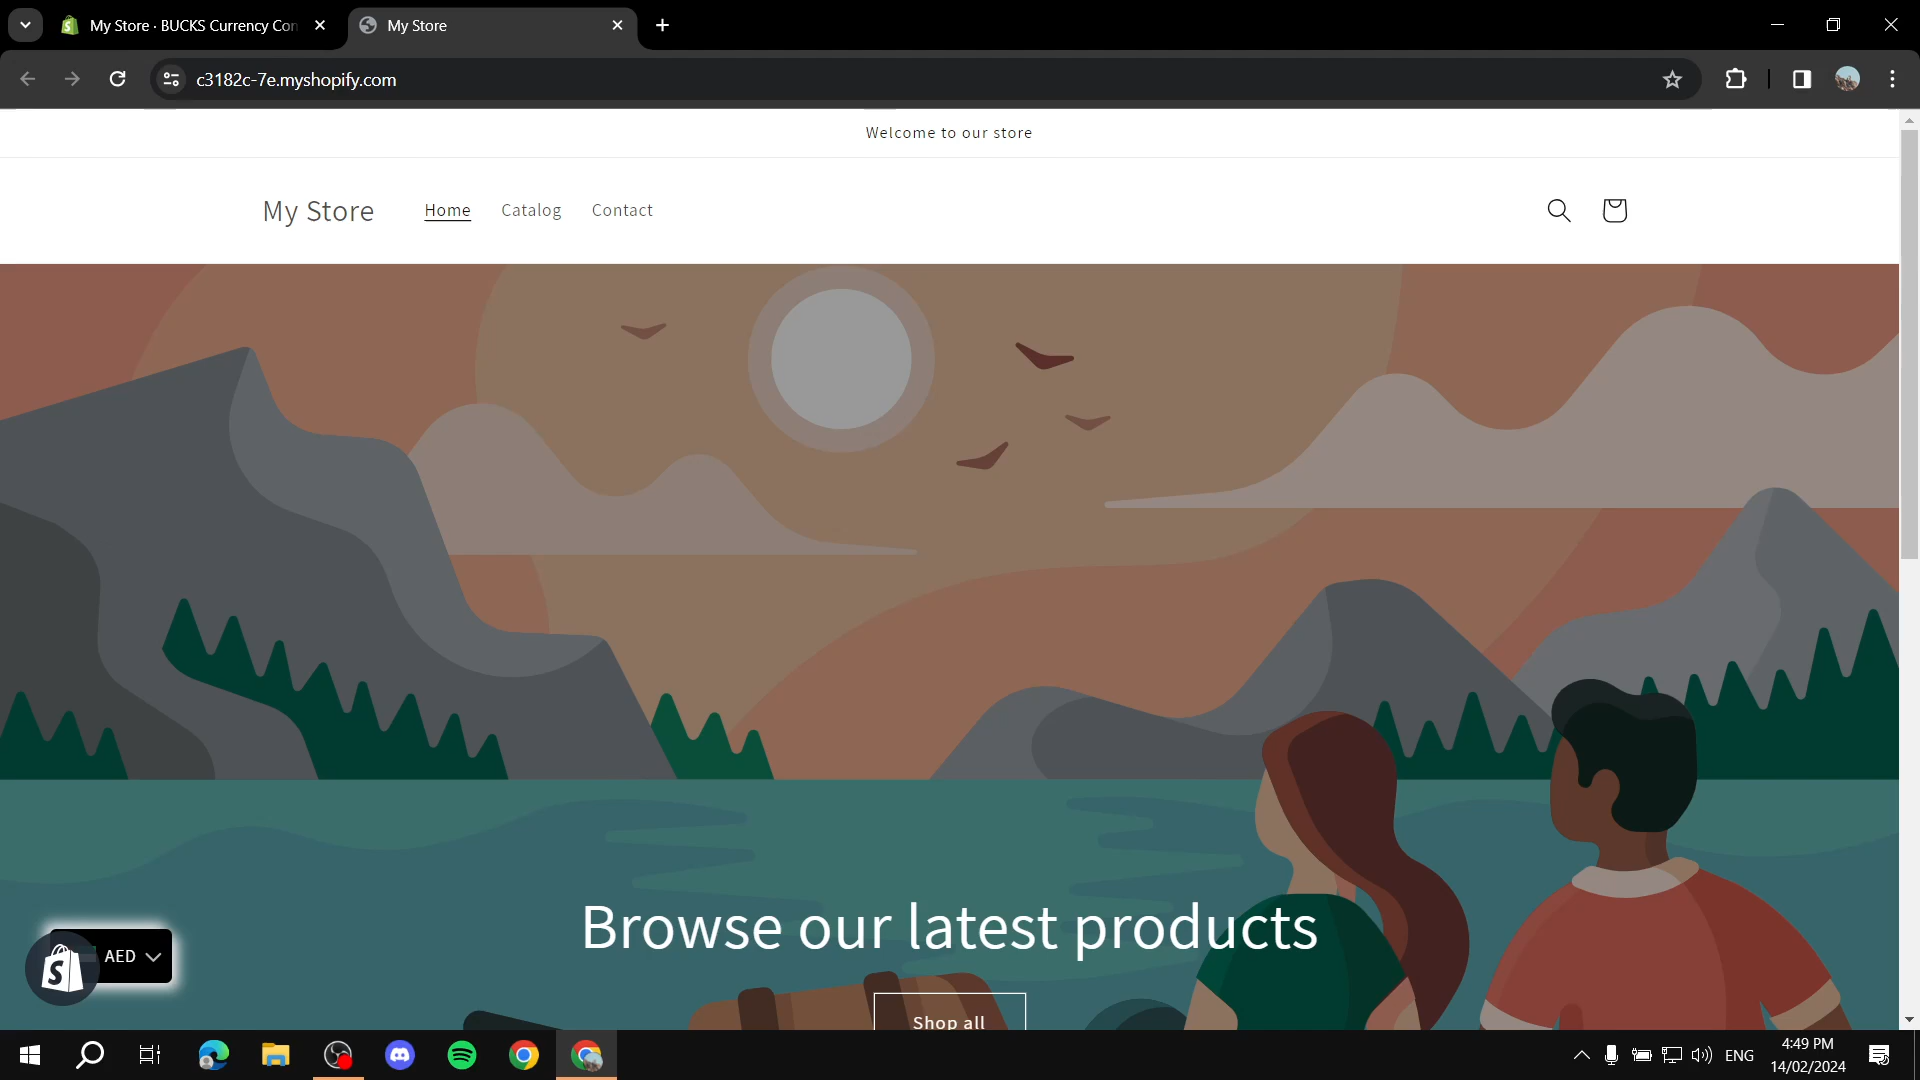 My Store · BUCKS Currency Con
My Store
c3182c-7e.myshopify.com
Welcome to our store
My Store
Home
Catalog
Contact
Browse our latest products
Shop all
AED
ENG
4:49 PM
14/02/2024